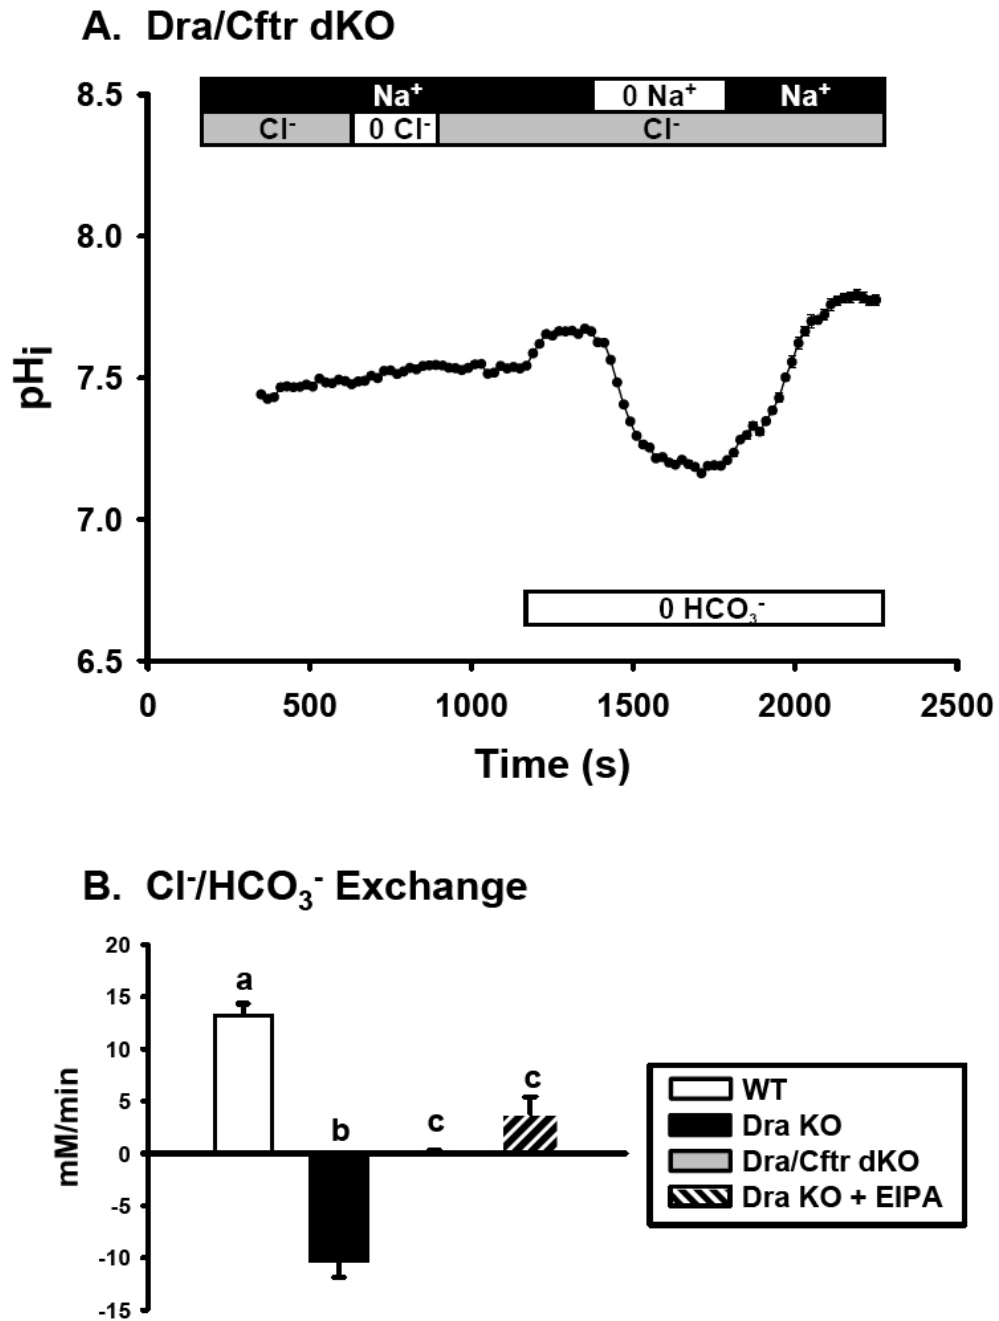 A. Dra/Cftr dKO
8.5
Na⁺ 0 Na⁺ Na⁺
Cl⁻ 0 Cl⁻ Cl⁻
8.0
7.5
7.0
6.5
pHi
0 HCO₃⁻
0 500 1000 1500 2000 2500
Time (s)
B. Cl⁻/HCO₃⁻ Exchange
20
15
10
5
0
-5
-10
-15
mM/min
a
b
c
c
WT
Dra KO
Dra/Cftr dKO
Dra KO + EIPA